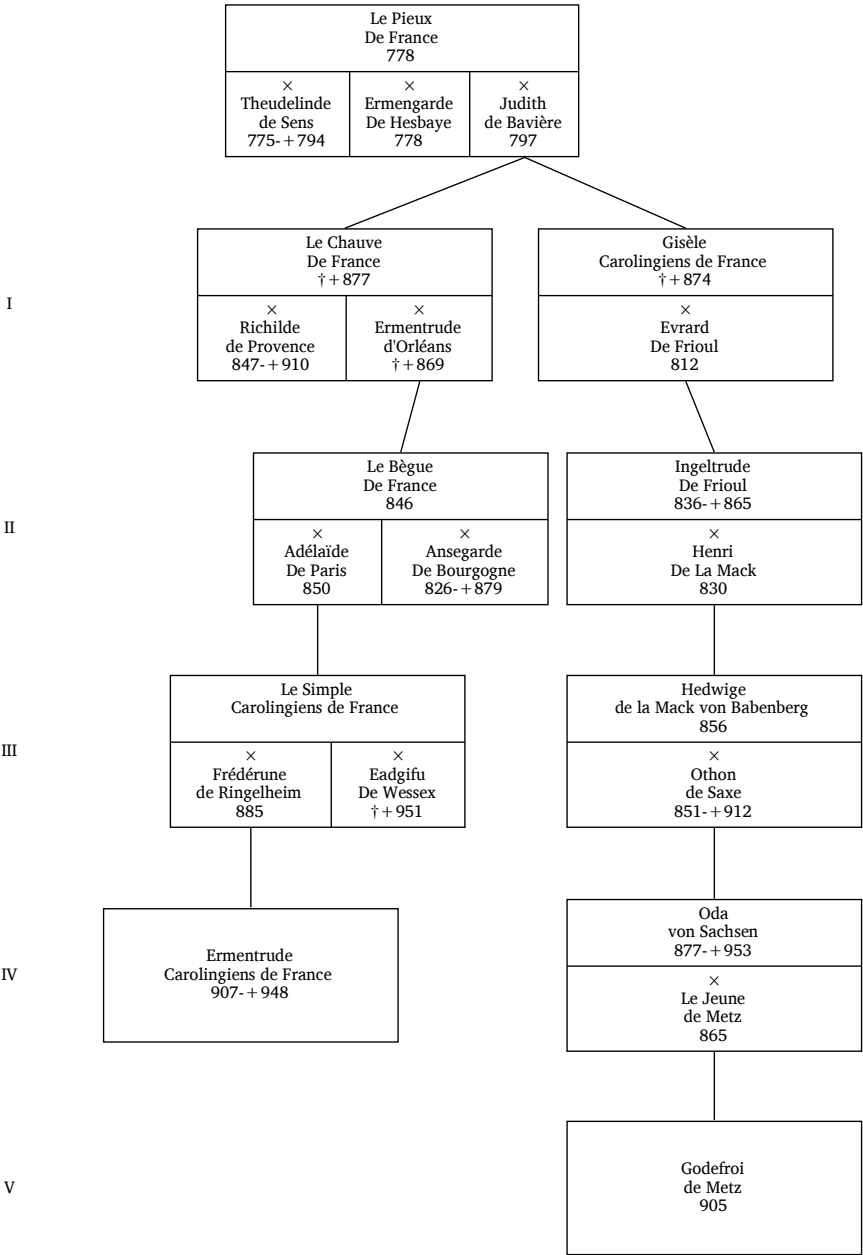 Le Pieux
De France
778
×
Theudelinde
de Sens
775-+794
×
Ermengarde
De Hesbaye
778
×
Judith
de Bavière
797
I
Le Chauve
De France
†+877
×
Richilde
de Provence
847-+910
×
Ermentrude
d'Orléans
†+869
Gisèle
Carolingiens de France
†+874
×
Evrard
De Frioul
812
II
Le Bègue
De France
846
×
Adélaïde
De Paris
850
×
Ansegarde
De Bourgogne
826-+879
Ingeltrude
De Frioul
836-+865
×
Henri
De La Mack
830
III
Le Simple
Carolingiens de France
×
Frédérune
de Ringelheim
885
×
Eadgifu
De Wessex
†+951
Hedwige
de la Mack von Babenberg
856
×
Othon
de Saxe
851-+912
IV
Ermentrude
Carolingiens de France
907-+948
Oda
von Sachsen
877-+953
×
Le Jeune
de Metz
865
V
Godefroi
de Metz
905